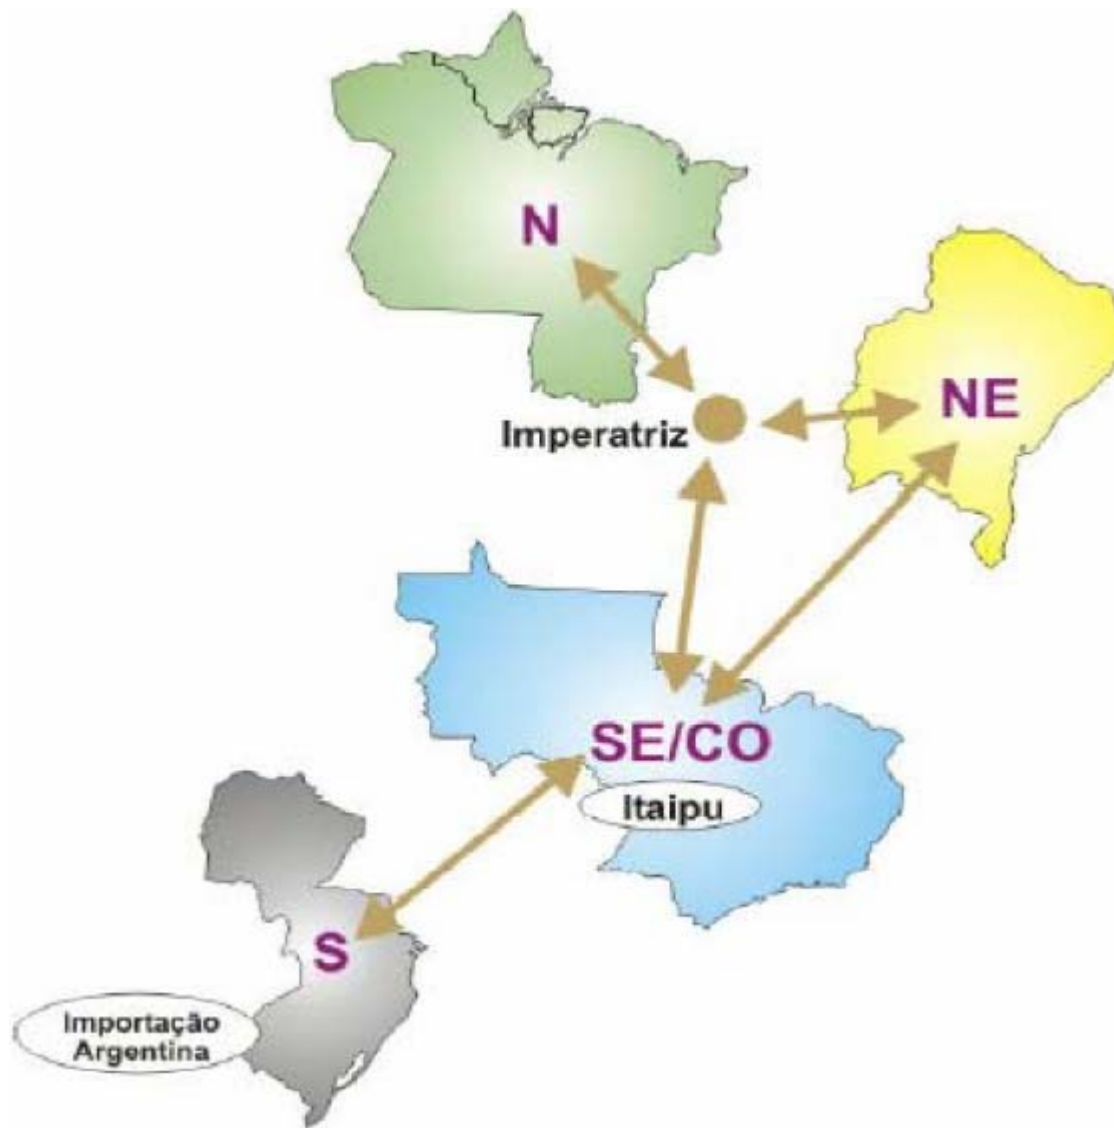 N
NE
Imperatriz
SE/CO
Itaipu
S
Importação
Argentina